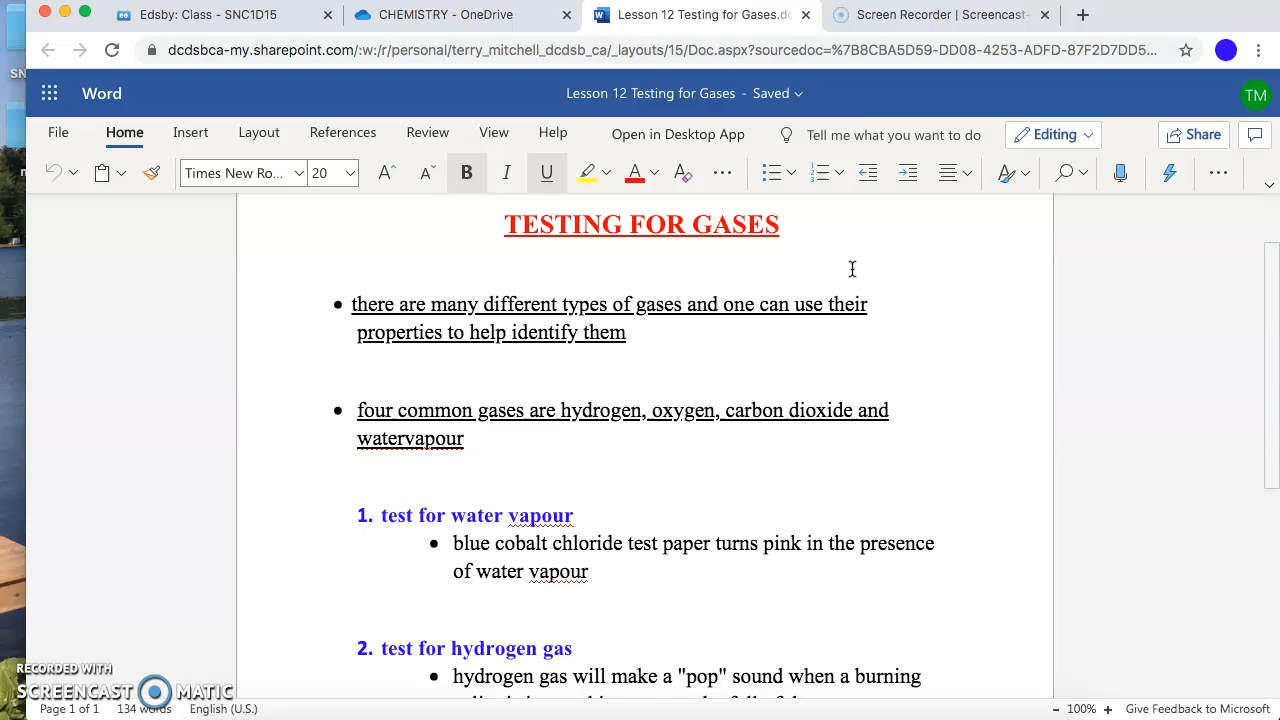 Edsby: Class - SNC1D15
CHEMISTRY - OneDrive
Lesson 12 Testing for Gases.dc
Screen Recorder | Screencast-
dcdsbca-my.sharepoint.com/:w:/r/personal/terry_mitchell_dcdsb_ca/_layouts/15/Doc.aspx?sourcedoc=%7B8CBA5D59-DD08-4253-ADFD-87F2D7DD5...
SN
Word
Lesson 12 Testing for Gases - Saved
TM
File Home Insert Layout References Review View Help Open in Desktop App Tell me what you want to do Editing Share
Times New Ro... 20 A A B I U A A
TESTING FOR GASES
• there are many different types of gases and one can use their
properties to help identify them
• four common gases are hydrogen, oxygen, carbon dioxide and
watervapour
1. test for water vapour
• blue cobalt chloride test paper turns pink in the presence
of water vapour
2. test for hydrogen gas
• hydrogen gas will make a "pop" sound when a burning
RECORDED WITH
SCREENCAST MATIC
Page 1 of 1 134 words English (U.S.) - 100% + Give Feedback to Microsoft